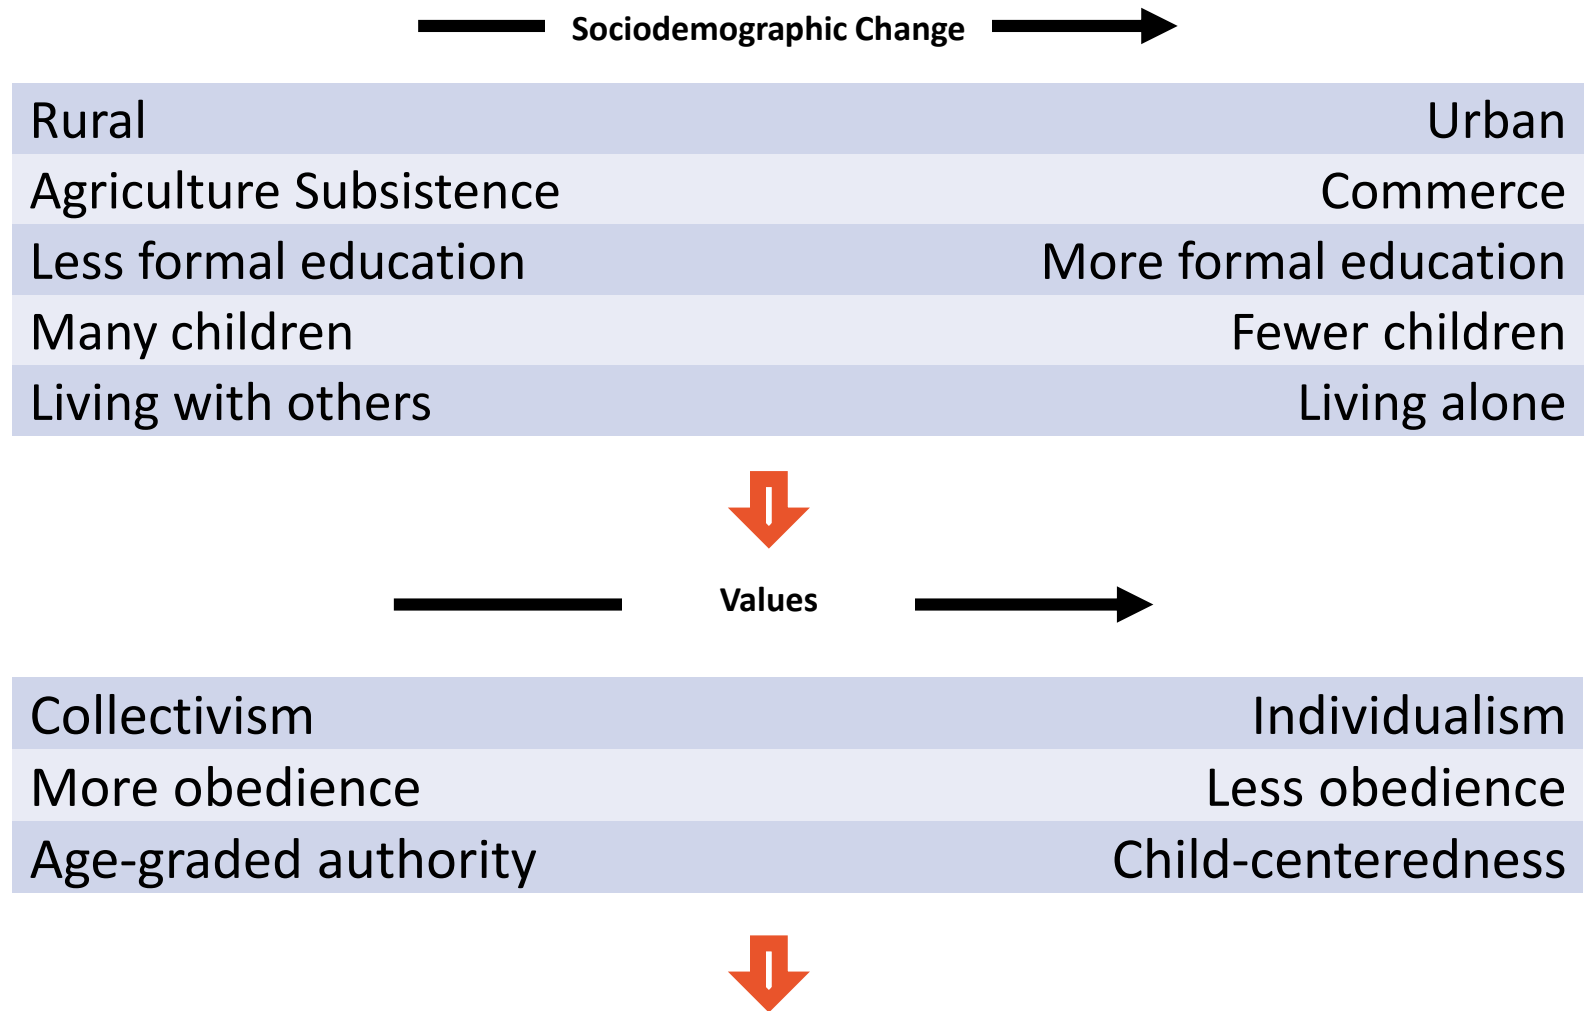 Sociodemographic Change
Rural Urban
Agriculture Subsistence Commerce
Less formal education More formal education
Many children Fewer children
Living with others Living alone
Values
Collectivism Individualism
More obedience Less obedience
Age-graded authority Child-centeredness